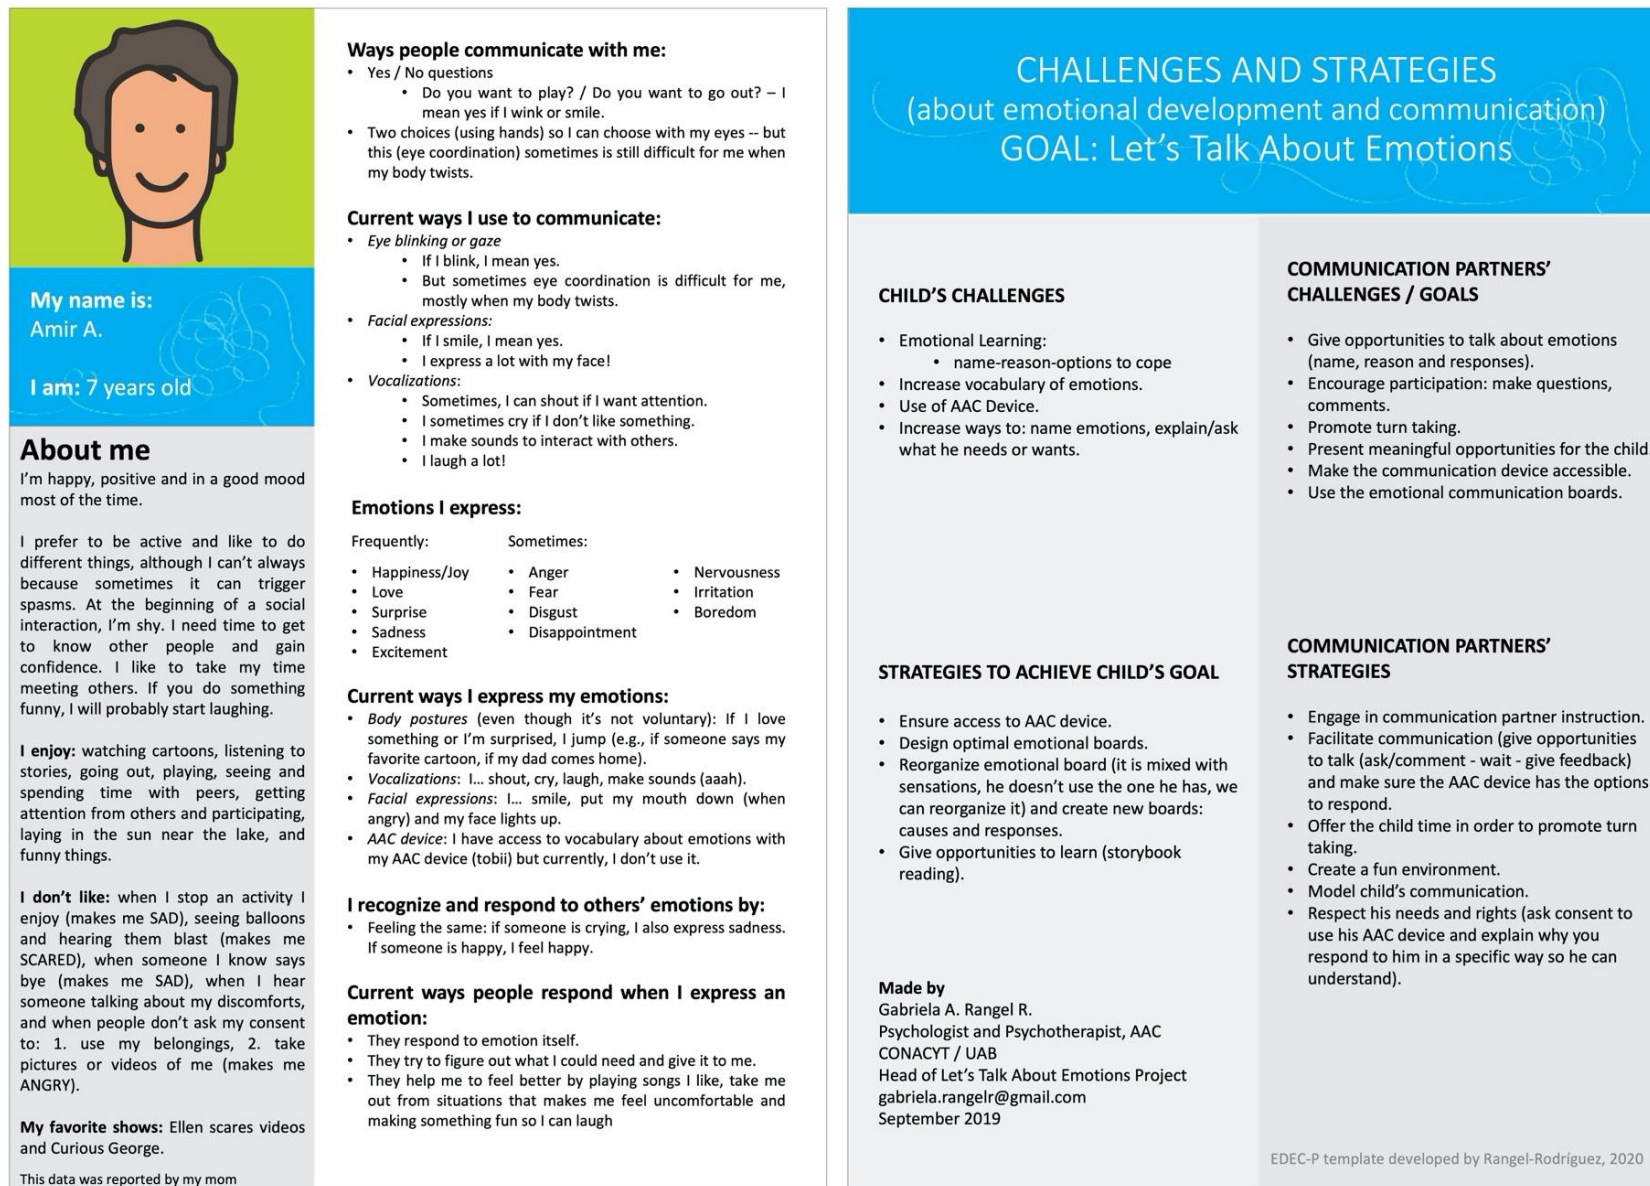 My name is:
Amir A.
I am: 7 years old
About me
I'm happy, positive and in a good mood
most of the time.
I prefer to be active and like to do
different things, although I can't always
because sometimes it can trigger
spasms. At the beginning of a social
interaction, I'm shy. I need time to get
to know other people and gain
confidence. I like to take my time
meeting others. If you do something
funny, I will probably start laughing.
I enjoy: watching cartoons, listening to
stories, going out, playing, seeing and
spending time with peers, getting
attention from others and participating,
laying in the sun near the lake, and
funny things.
I don't like: when I stop an activity I
enjoy (makes me SAD), seeing balloons
and hearing them blast (makes me
SCARED), when someone I know says
bye (makes me SAD), when I hear
someone talking about my discomforts,
and when people don't ask my consent
to: 1. use my belongings, 2. take
pictures or videos of me (makes me
ANGRY).
My favorite shows: Ellen scares videos
and Curious George.
This data was reported by my mom
Ways people communicate with me:
• Yes / No questions
• Do you want to play? / Do you want to go out? – I
mean yes if I wink or smile.
• Two choices (using hands) so I can choose with my eyes -- but
this (eye coordination) sometimes is still difficult for me when
my body twists.
Current ways I use to communicate:
• Eye blinking or gaze
• If I blink, I mean yes.
• But sometimes eye coordination is difficult for me,
mostly when my body twists.
• Facial expressions:
• If I smile, I mean yes.
• I express a lot with my face!
• Vocalizations:
• Sometimes, I can shout if I want attention.
• I sometimes cry if I don't like something.
• I make sounds to interact with others.
• I laugh a lot!
Emotions I express:
Frequently:
• Happiness/Joy
• Love
• Surprise
• Sadness
• Excitement
Sometimes:
• Anger
• Fear
• Disgust
• Disappointment
• Nervousness
• Irritation
• Boredom
Current ways I express my emotions:
• Body postures (even though it's not voluntary): If I love
something or I'm surprised, I jump (e.g., if someone says my
favorite cartoon, if my dad comes home).
• Vocalizations: I... shout, cry, laugh, make sounds (aaah).
• Facial expressions: I... smile, put my mouth down (when
angry) and my face lights up.
• AAC device: I have access to vocabulary about emotions with
my AAC device (tobii) but currently, I don't use it.
I recognize and respond to others' emotions by:
• Feeling the same: if someone is crying, I also express sadness.
If someone is happy, I feel happy.
Current ways people respond when I express an
emotion:
• They respond to emotion itself.
• They try to figure out what I could need and give it to me.
• They help me to feel better by playing songs I like, take me
out from situations that makes me feel uncomfortable and
making something fun so I can laugh
CHALLENGES AND STRATEGIES
(about emotional development and communication)
GOAL: Let's Talk About Emotions
CHILD'S CHALLENGES
• Emotional Learning:
• name-reason-options to cope
• Increase vocabulary of emotions.
• Use of AAC Device.
• Increase ways to: name emotions, explain/ask
what he needs or wants.
STRATEGIES TO ACHIEVE CHILD'S GOAL
• Ensure access to AAC device.
• Design optimal emotional boards.
• Reorganize emotional board (it is mixed with
sensations, he doesn't use the one he has, we
can reorganize it) and create new boards:
causes and responses.
• Give opportunities to learn (storybook
reading).
Made by
Gabriela A. Rangel R.
Psychologist and Psychotherapist, AAC
CONACYT / UAB
Head of Let's Talk About Emotions Project
gabriela.rangelr@gmail.com
September 2019
COMMUNICATION PARTNERS'
CHALLENGES / GOALS
• Give opportunities to talk about emotions
(name, reason and responses).
• Encourage participation: make questions,
comments.
• Promote turn taking.
• Present meaningful opportunities for the child.
• Make the communication device accessible.
• Use the emotional communication boards.
COMMUNICATION PARTNERS'
STRATEGIES
• Engage in communication partner instruction.
• Facilitate communication (give opportunities
to talk (ask/comment - wait - give feedback)
and make sure the AAC device has the options
to respond.
• Offer the child time in order to promote turn
taking.
• Create a fun environment.
• Model child's communication.
• Respect his needs and rights (ask consent to
use his AAC device and explain why you
respond to him in a specific way so he can
understand).
EDEC-P template developed by Rangel-Rodríguez, 2020